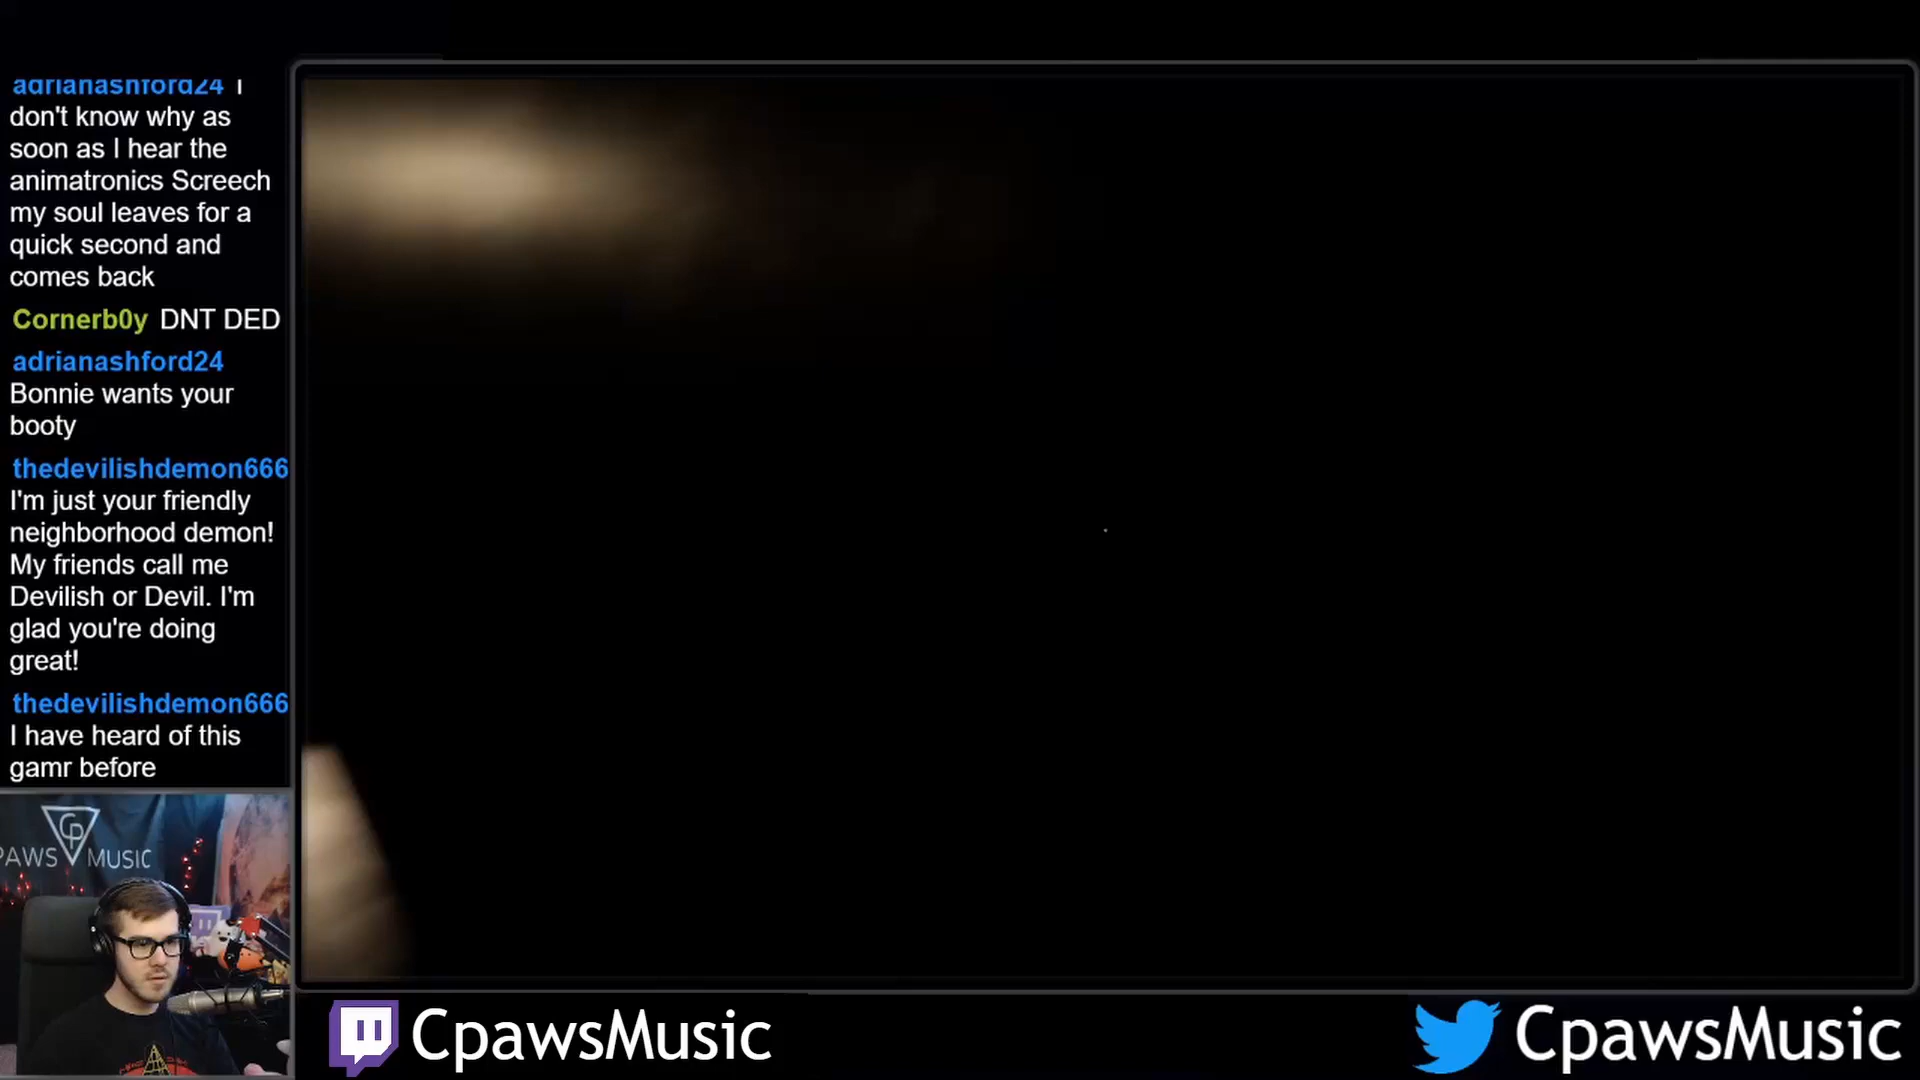 adrianashford24 I
don't know why as
soon as I hear the
animatronics Screech
my soul leaves for a
quick second and
comes back
Cornerb0y DNT DED
adrianashford24
Bonnie wants your
booty
thedevilishdemon666
I'm just your friendly
neighborhood demon!
My friends call me
Devilish or Devil. I'm
glad you're doing
great!
thedevilishdemon666
I have heard of this
gamr before
CP
PAWS MUSIC
CpawsMusic
CpawsMusic